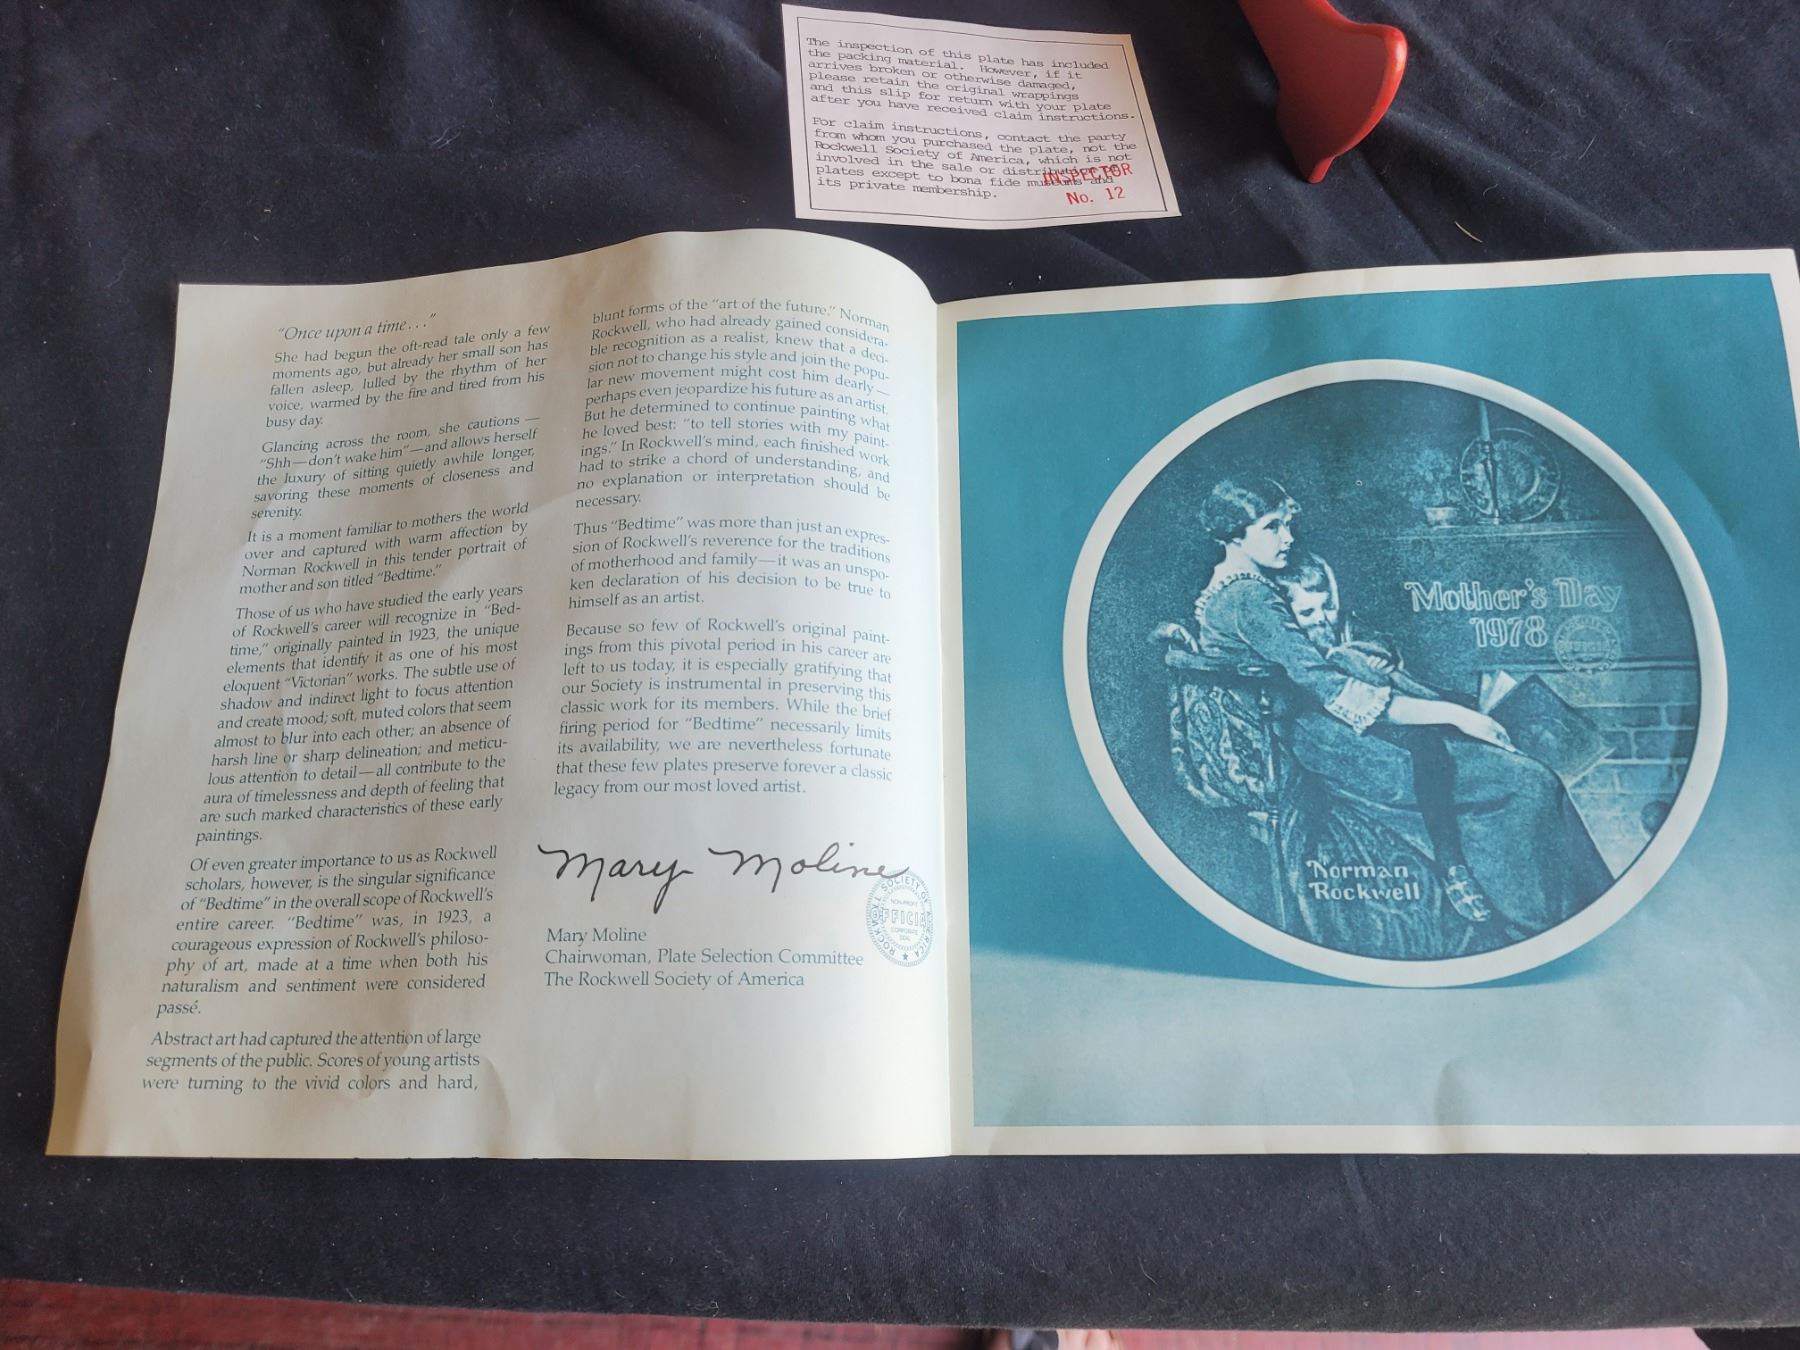 The inspection of this plate has included
the packing material. However, if it
arrives broken or otherwise damaged,
please retain the original wrappings
and this slip for return with your plate
after you have received claim instructions.
For claim instructions, contact the party
from whom you purchased the plate, not the
Rockwell Society of America, which is not
involved in the sale or distribution of
plates except to bona fide museums and
its private membership.
INSPECTOR
No. 12
"Once upon a time..."
She had begun the oft-read tale only a few
moments ago, but already her small son has
fallen asleep, lulled by the rhythm of her
voice, warmed by the fire and tired from his
busy day.
Glancing across the room, she cautions —
"Shh—don't wake him"—and allows herself
the luxury of sitting quietly awhile longer,
savoring these moments of closeness and
serenity.
It is a moment familiar to mothers the world
over and captured with warm affection by
Norman Rockwell in this tender portrait of
mother and son titled "Bedtime."
Those of us who have studied the early years
of Rockwell's career will recognize in "Bed-
time," originally painted in 1923, the unique
elements that identify it as one of his most
eloquent "Victorian" works. The subtle use of
shadow and indirect light to focus attention
and create mood; soft, muted colors that seem
almost to blur into each other; an absence of
harsh line or sharp delineation; and meticu-
lous attention to detail—all contribute to the
aura of timelessness and depth of feeling that
are such marked characteristics of these early
paintings.
Of even greater importance to us as Rockwell
scholars, however, is the singular significance
of "Bedtime" in the overall scope of Rockwell's
entire career. "Bedtime" was, in 1923, a
courageous expression of Rockwell's philoso-
phy of art, made at a time when both his
naturalism and sentiment were considered
passé.
Abstract art had captured the attention of large
segments of the public. Scores of young artists
were turning to the vivid colors and hard,
blunt forms of the "art of the future." Norman
Rockwell, who had already gained considera-
ble recognition as a realist, knew that a deci-
sion not to change his style and join the popu-
lar new movement might cost him dearly —
perhaps even jeopardize his future as an artist.
But he determined to continue painting what
he loved best: "to tell stories with my paint-
ings." In Rockwell's mind, each finished work
had to strike a chord of understanding, and
no explanation or interpretation should be
necessary.
Thus "Bedtime" was more than just an expres-
sion of Rockwell's reverence for the traditions
of motherhood and family—it was an unspo-
ken declaration of his decision to be true to
himself as an artist.
Because so few of Rockwell's original paint-
ings from this pivotal period in his career are
left to us today, it is especially gratifying that
our Society is instrumental in preserving this
classic work for its members. While the brief
firing period for "Bedtime" necessarily limits
its availability, we are nevertheless fortunate
that these few plates preserve forever a classic
legacy from our most loved artist.
Mary Moline
ROCKWELL SOCIETY OF AMERICA
NON-PROFIT
OFFICIAL
CORPORATE
SEAL
Mary Moline
Chairwoman, Plate Selection Committee
The Rockwell Society of America
Mother's Day
1978
Norman
Rockwell